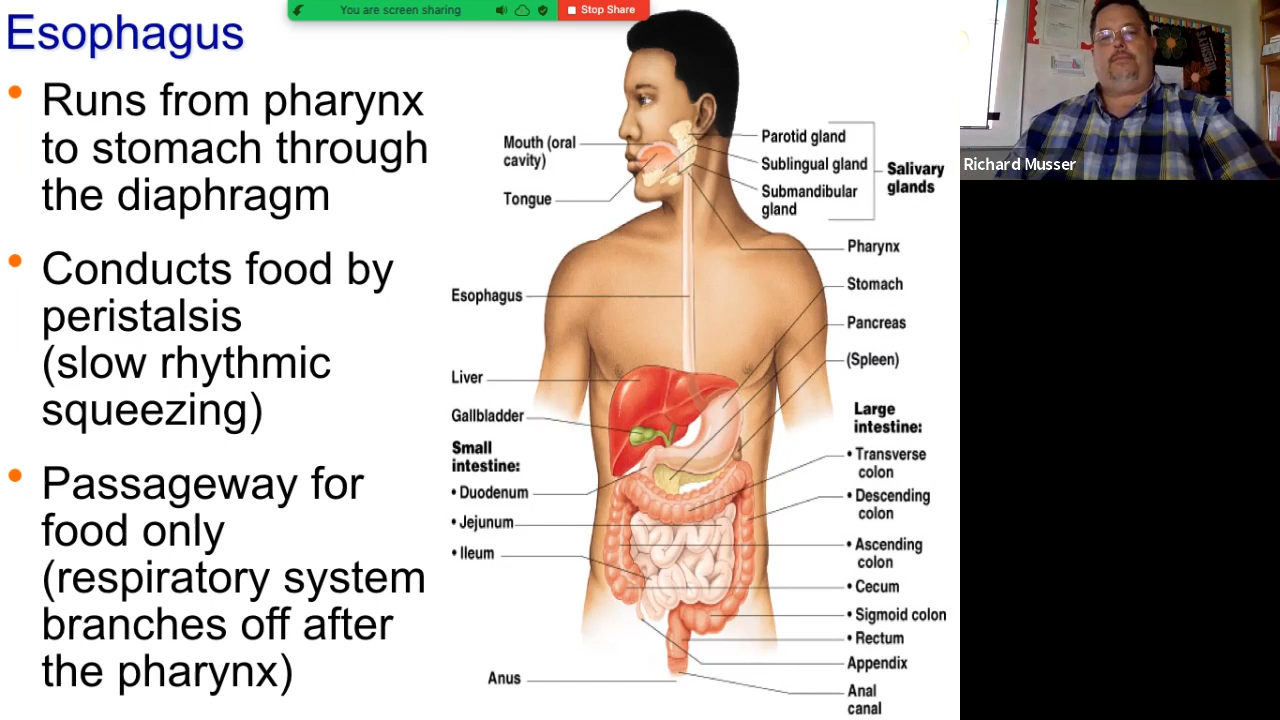 You are screen sharing
Stop Share
Esophagus
• Runs from pharynx
to stomach through
the diaphragm
• Conducts food by
peristalsis
(slow rhythmic
squeezing)
• Passageway for
food only
(respiratory system
branches off after
the pharynx)
Mouth (oral
cavity)
Tongue
Esophagus
Liver
Gallbladder
Small
intestine:
• Duodenum
• Jejunum
• Ileum
Anus
Parotid gland
Sublingual gland
Submandibular
gland
Salivary
glands
Pharynx
Stomach
Pancreas
(Spleen)
Large
intestine:
• Transverse
colon
• Descending
colon
• Ascending
colon
• Cecum
• Sigmoid colon
• Rectum
Appendix
Anal
canal
Richard Musser